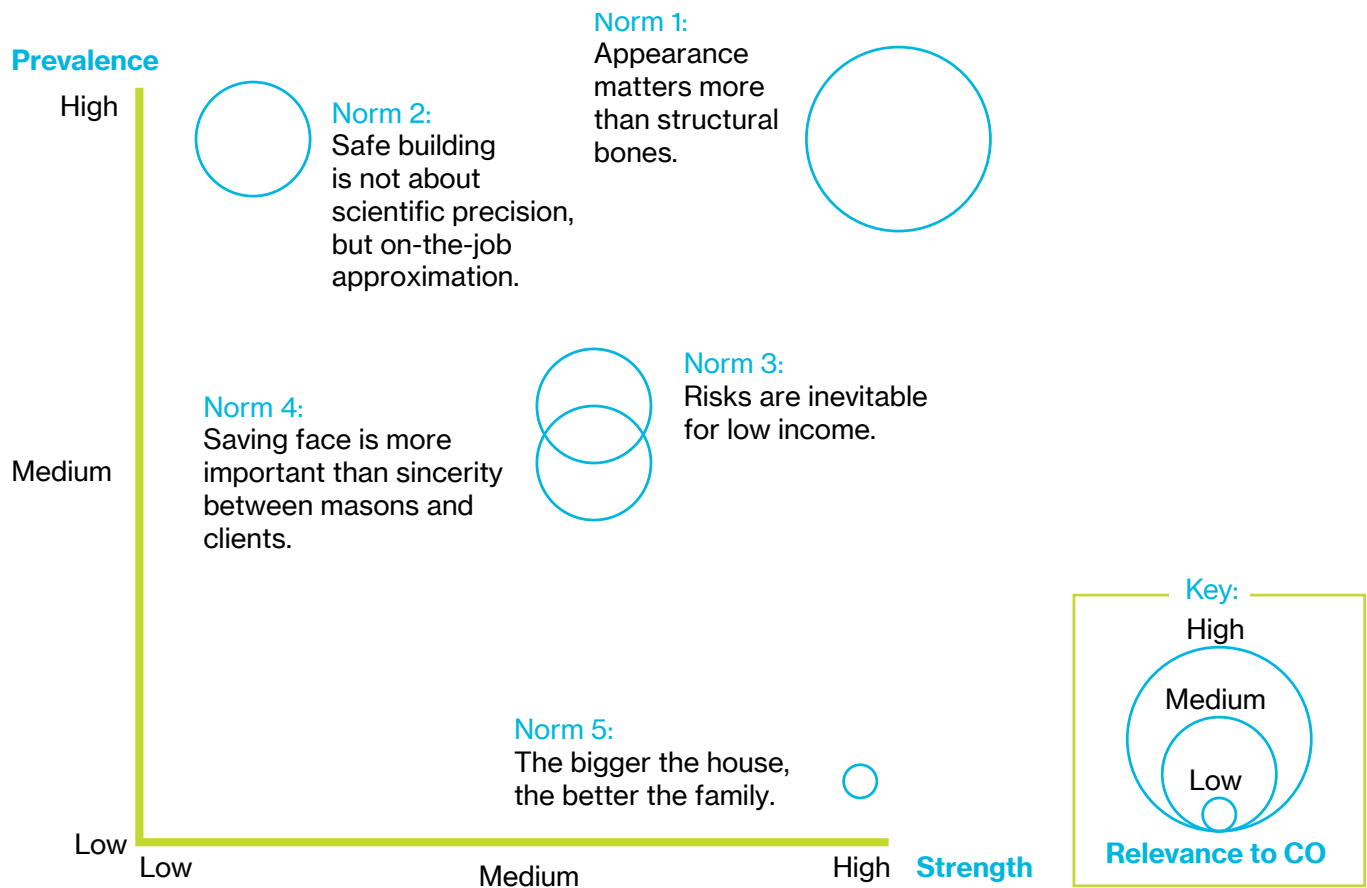 Prevalence
High
Norm 1:
Appearance
matters more
than structural
bones.
Norm 2:
Safe building
is not about
scientific precision,
but on-the-job
approximation.
Norm 3:
Risks are inevitable
for low income.
Norm 4:
Saving face is more
important than sincerity
between masons and
clients.
Medium
Norm 5:
The bigger the house,
the better the family.
Low
Low
Medium
High
Strength
Key:
High
Medium
Low
Relevance to CO